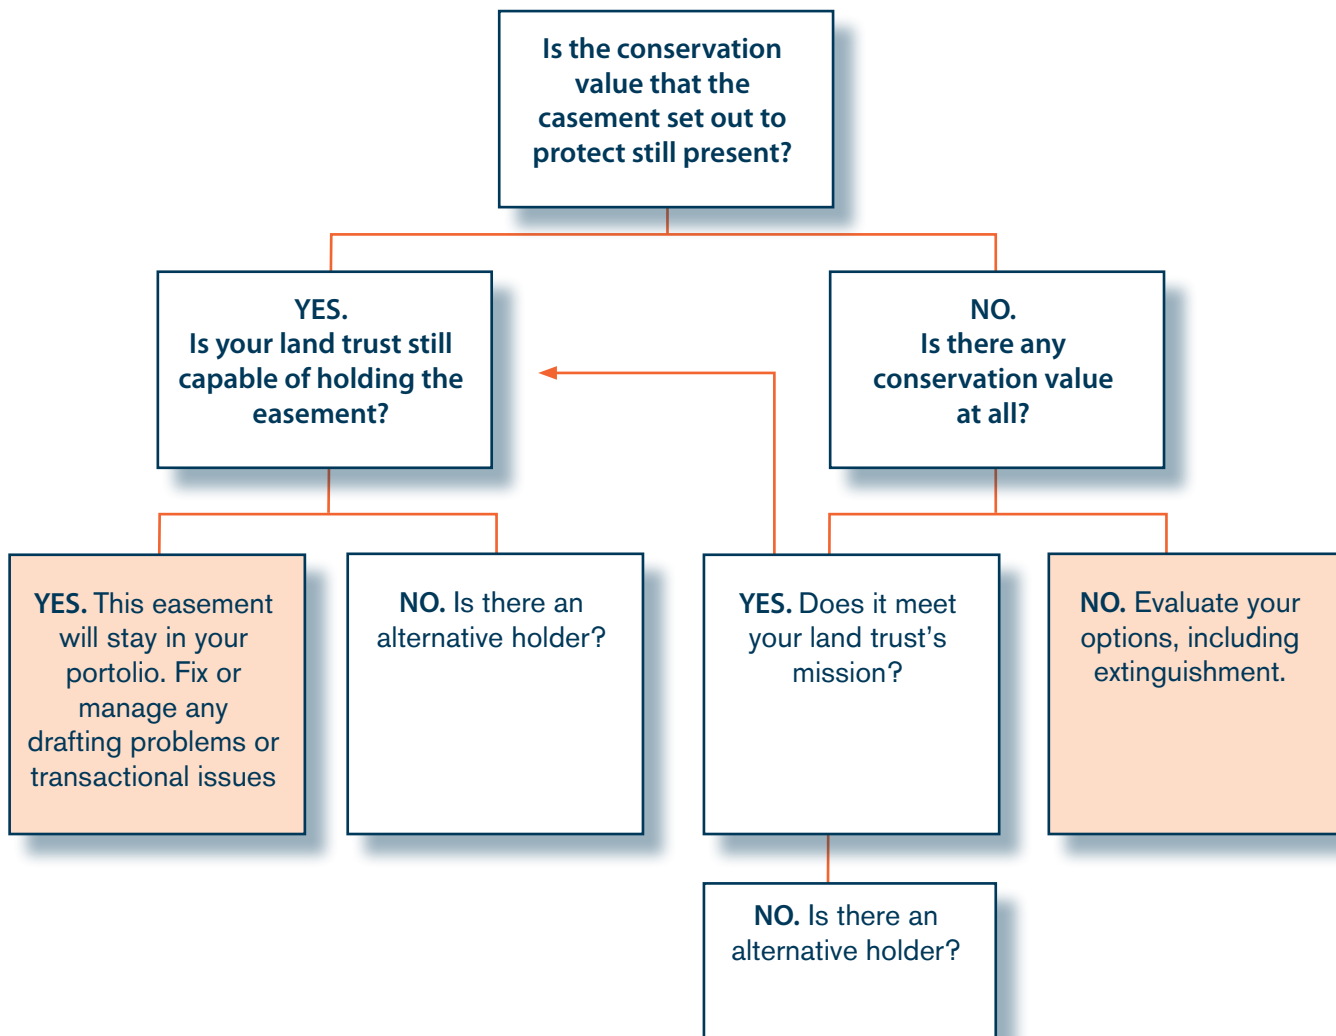 Is the conservation
value that the
casement set out to
protect still present?
YES.
Is your land trust still
capable of holding the
easement?
NO.
Is there any
conservation value
at all?
YES. This easement
will stay in your
portolio. Fix or
manage any
drafting problems or
transactional issues
NO. Is there an
alternative holder?
YES. Does it meet
your land trust’s
mission?
NO. Evaluate your
options, including
extinguishment.
NO. Is there an
alternative holder?